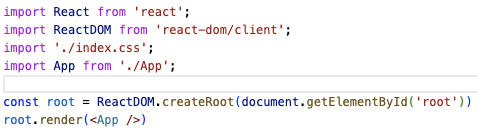 import React from 'react';
import ReactDOM from 'react-dom/client';
import './index.css';
import App from './App';
const root = ReactDOM.createRoot(document.getElementById('root'))
root.render(<App />)